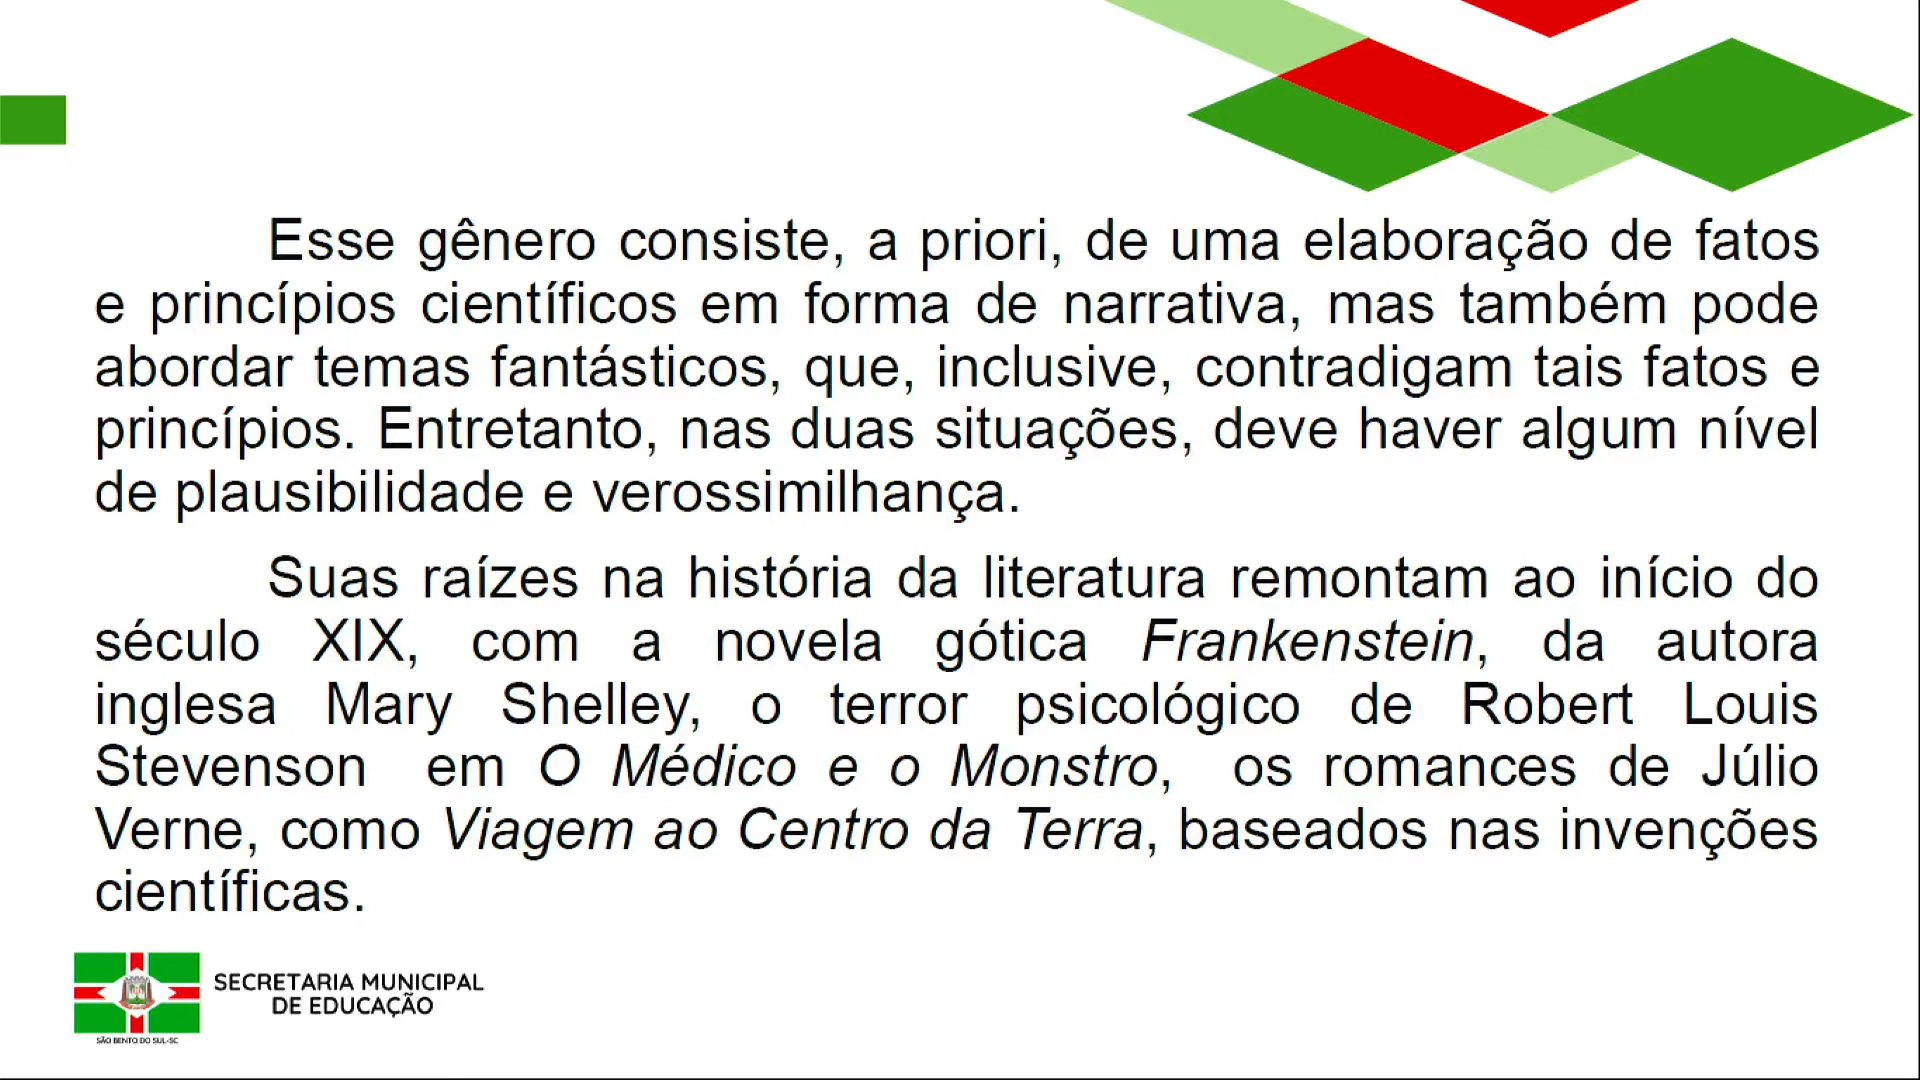 Esse gênero consiste, a priori, de uma elaboração de fatos
e princípios científicos em forma de narrativa, mas também pode
abordar temas fantásticos, que, inclusive, contradigam tais fatos e
princípios. Entretanto, nas duas situações, deve haver algum nível
de plausibilidade e verossimilhança.
Suas raízes na história da literatura remontam ao início do
século XIX, com a novela gótica Frankenstein, da autora
inglesa Mary Shelley, o terror psicológico de Robert Louis
Stevenson em O Médico e o Monstro, os romances de Júlio
Verne, como Viagem ao Centro da Terra, baseados nas invenções
científicas.
SECRETARIA MUNICIPAL
DE EDUCAÇÃO
SÃO BENTO DO SUL-SC